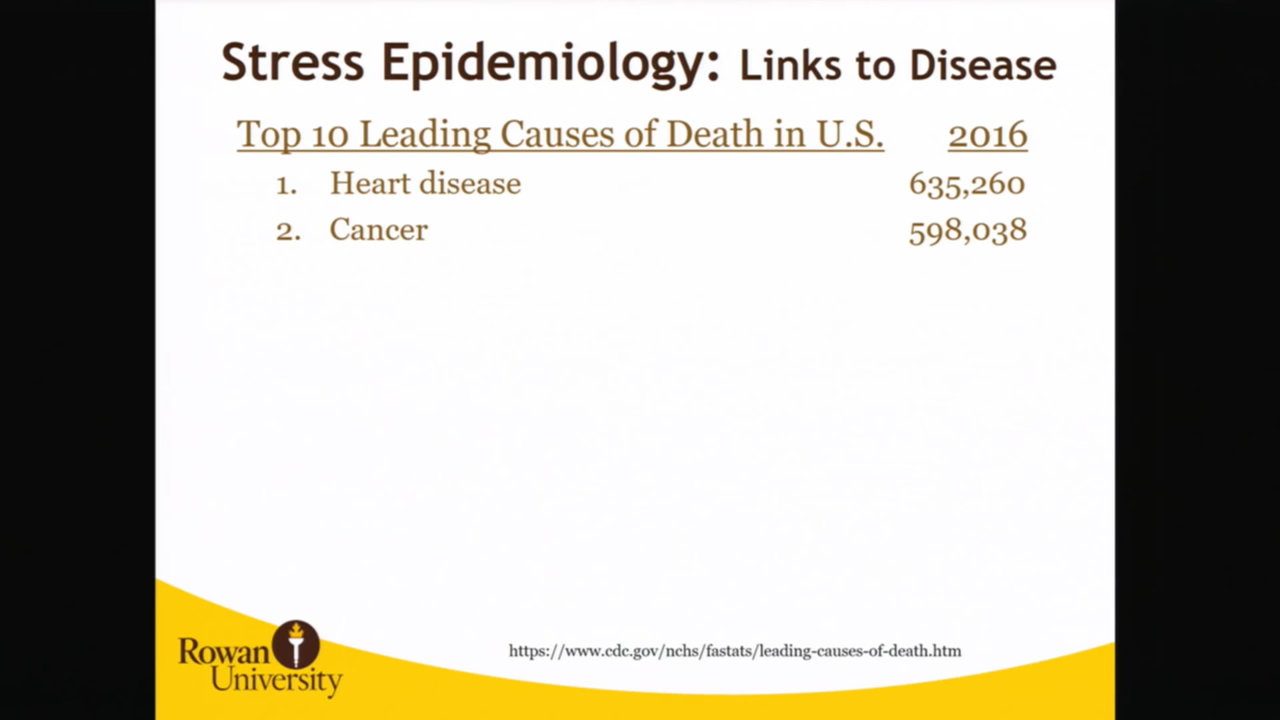 Stress Epidemiology: Links to Disease
Top 10 Leading Causes of Death in U.S. 2016
1. Heart disease 635,260
2. Cancer 598,038
https://www.cdc.gov/nchs/fastats/leading-causes-of-death.htm
Rowan
University